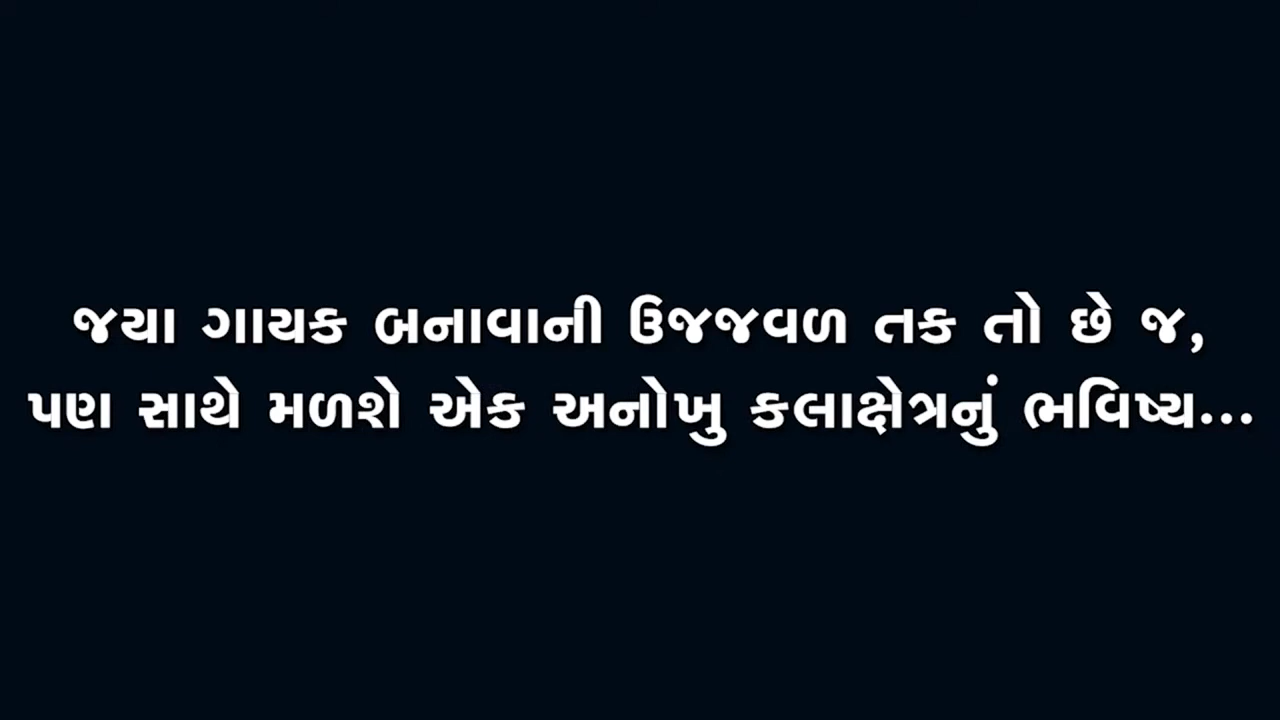 જયા ગાયક બનાવાની ઉજજવળ તક તો છે જ,
પણ સાથે મળશે એક અનોખુ કલાક્ષેત્રનું ભવિષ્ય...